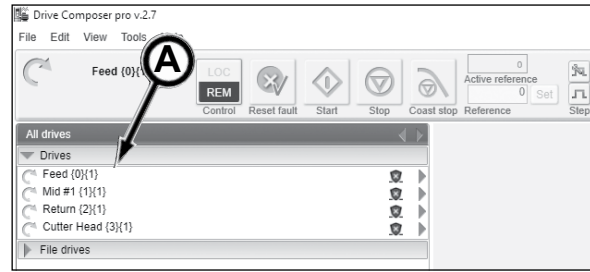 Drive Composer pro v.2.7
File Edit View Tools
A
Feed {0}{1}
LOC
REM
Control
Reset fault
Start
Stop
Coast stop
0
Active reference
0 Set
Reference
Step
All drives
Drives
Feed {0}{1}
Mid #1 {1}{1}
Return {2}{1}
Cutter Head {3}{1}
File drives